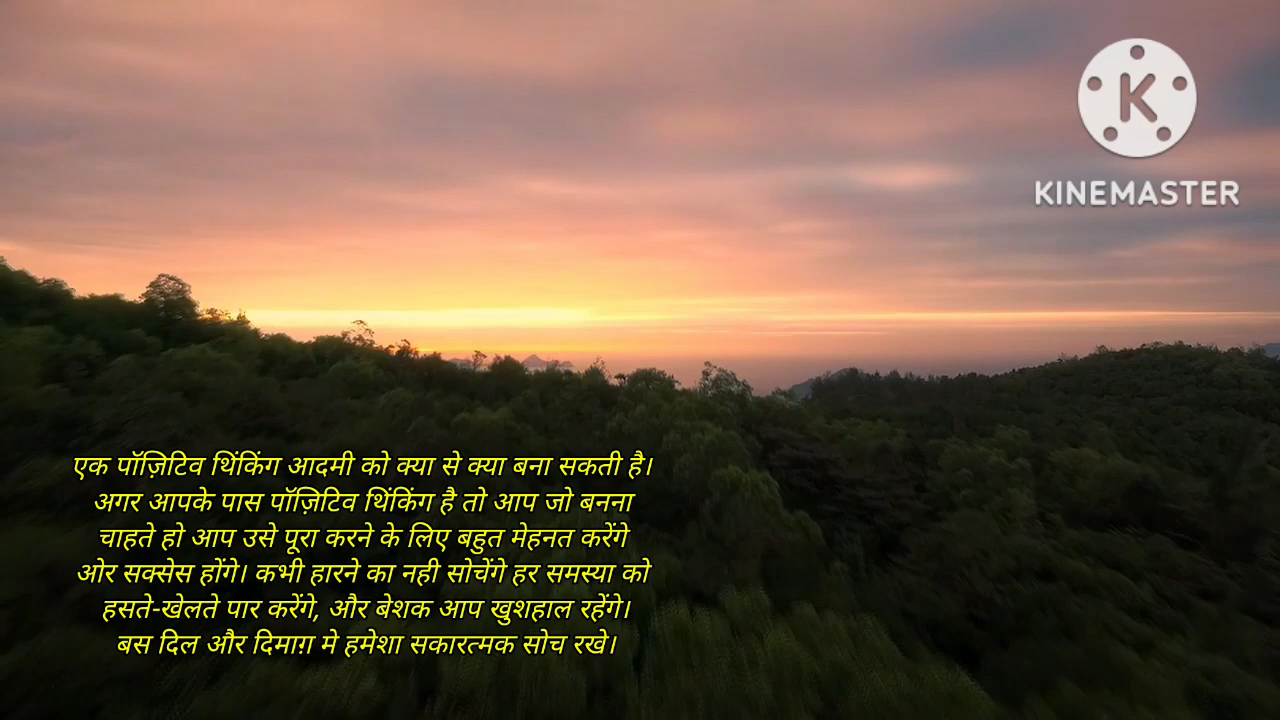 K
KINEMASTER
एक पॉज़िटिव थिंकिंग आदमी को क्या से क्या बना सकती है।
अगर आपके पास पॉज़िटिव थिंकिंग है तो आप जो बनना
चाहते हो आप उसे पूरा करने के लिए बहुत मेहनत करेंगे
ओर सक्सेस होंगे। कभी हारने का नही सोचेंगे हर समस्या को
हसते-खेलते पार करेंगे, और बेशक आप खुशहाल रहेंगे।
बस दिल और दिमाग़ मे हमेशा सकारत्मक सोच रखे।